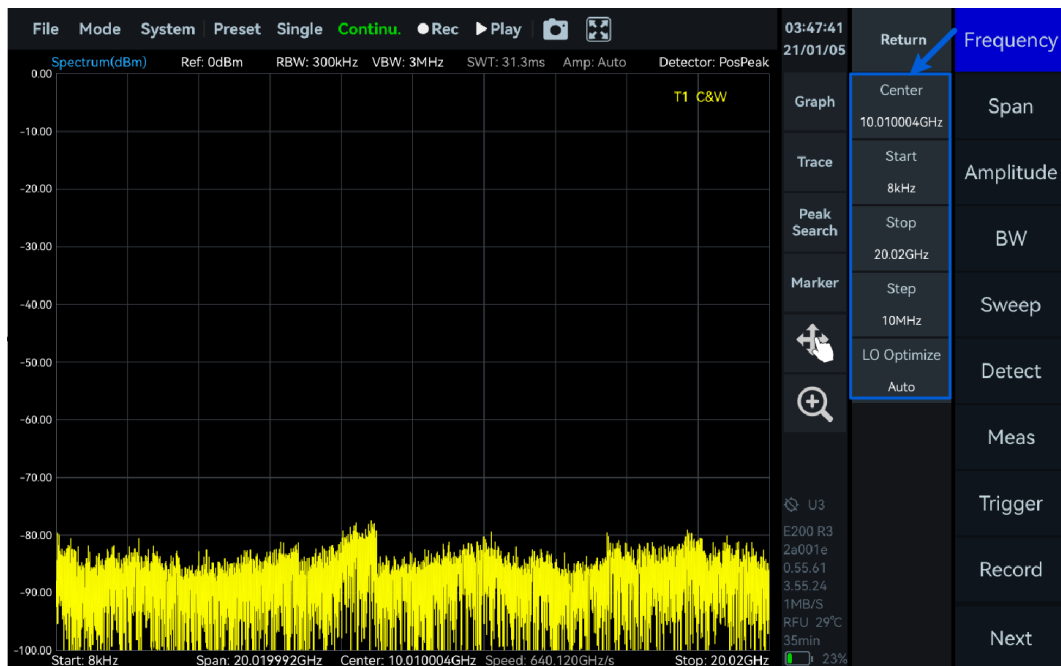 File Mode System Preset Single Continu. Rec Play
Spectrum(dBm) Ref: 0dBm RBW: 300kHz VBW: 3MHz SWT: 31.3ms Amp: Auto Detector: PosPeak
T1 C&W
0.00
-10.00
-20.00
-30.00
-40.00
-50.00
-60.00
-70.00
-80.00
-90.00
-100.00
Start: 8kHz Span: 20.019992GHz Center: 10.010004GHz Speed: 640.120GHz/s Stop: 20.02GHz
03:47:41
21/01/05
Graph
Trace
Peak
Search
Marker
U3
E200 R3
2a001e
0.55.61
3.55.24
1MB/S
RFU 29°C
35min
23%
Return
Center
10.010004GHz
Start
8kHz
Stop
20.02GHz
Step
10MHz
LO Optimize
Auto
Frequency
Span
Amplitude
BW
Sweep
Detect
Meas
Trigger
Record
Next